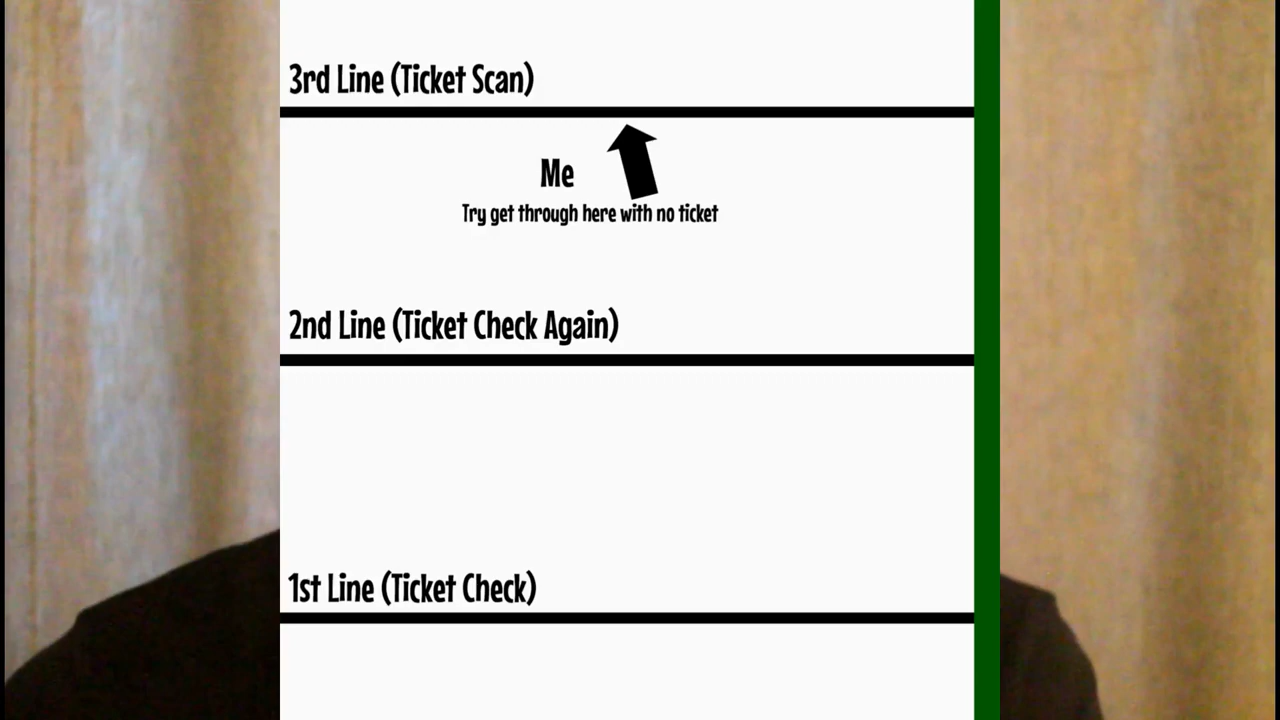 3rd Line (Ticket Scan)
Me
Try get through here with no ticket
2nd Line (Ticket Check Again)
1st Line (Ticket Check)